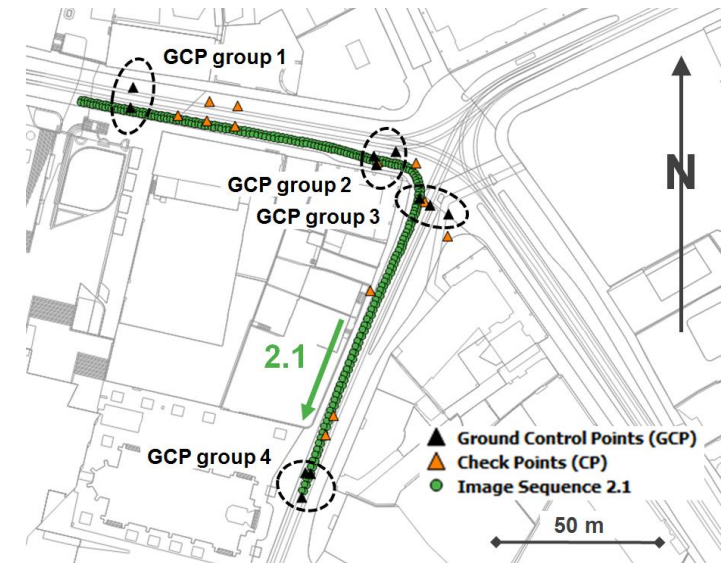 GCP group 1
N
GCP group 2
GCP group 3
2.1
GCP group 4
Ground Control Points (GCP)
Check Points (CP)
Image Sequence 2.1
50 m